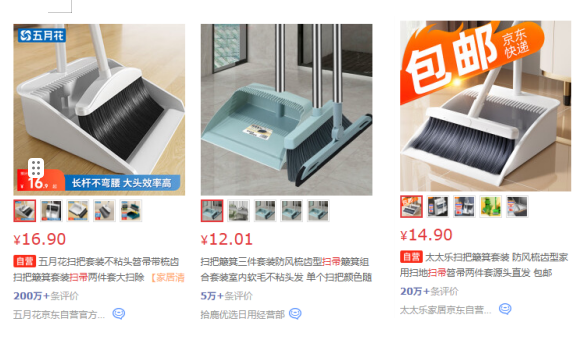 五月花
16.9
长杆不弯腰 大头效率高
¥16.90
自营 五月花扫把套装不粘头笤帚带梳齿
扫把簸箕套装扫帚两件套大扫除 【家居清
200万+条评价
五月花京东自营官方...
¥12.01
扫把簸箕三件套装防风梳齿型扫帚簸箕组
合套装室内软毛不粘头发 单个扫把颜色随
5万+条评价
拾鹿优选日用经营部
包邮
京东
快递
¥14.90
自营 太太乐扫把簸箕套装 防风梳齿型家
用扫地扫帚笤帚两件套源头直发 包邮
20万+条评价
太太乐家居京东自营...